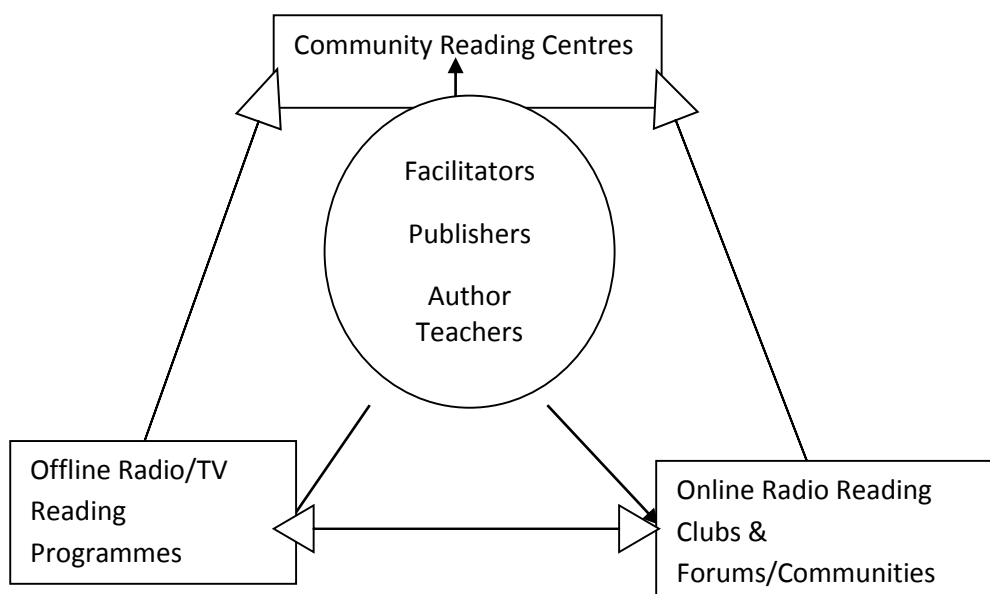 Community Reading Centres
Facilitators
Publishers
Author
Teachers
Offline Radio/TV
Reading
Programmes
Online Radio Reading
Clubs &
Forums/Communities